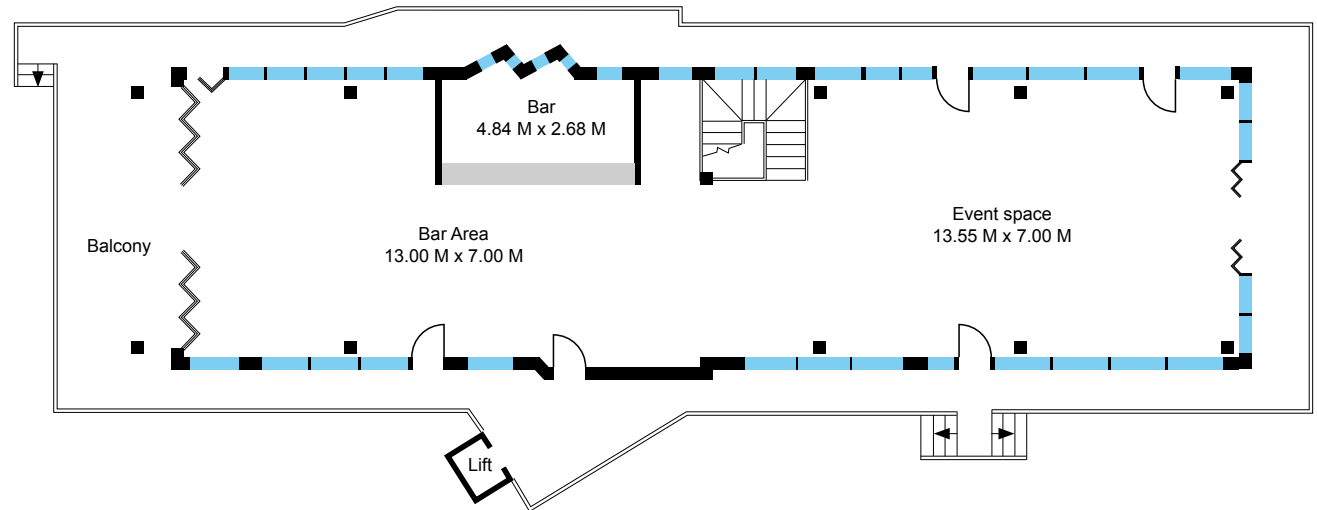 Bar
4.84 M x 2.68 M
Event space
13.55 M x 7.00 M
Bar Area
13.00 M x 7.00 M
Balcony
Lift